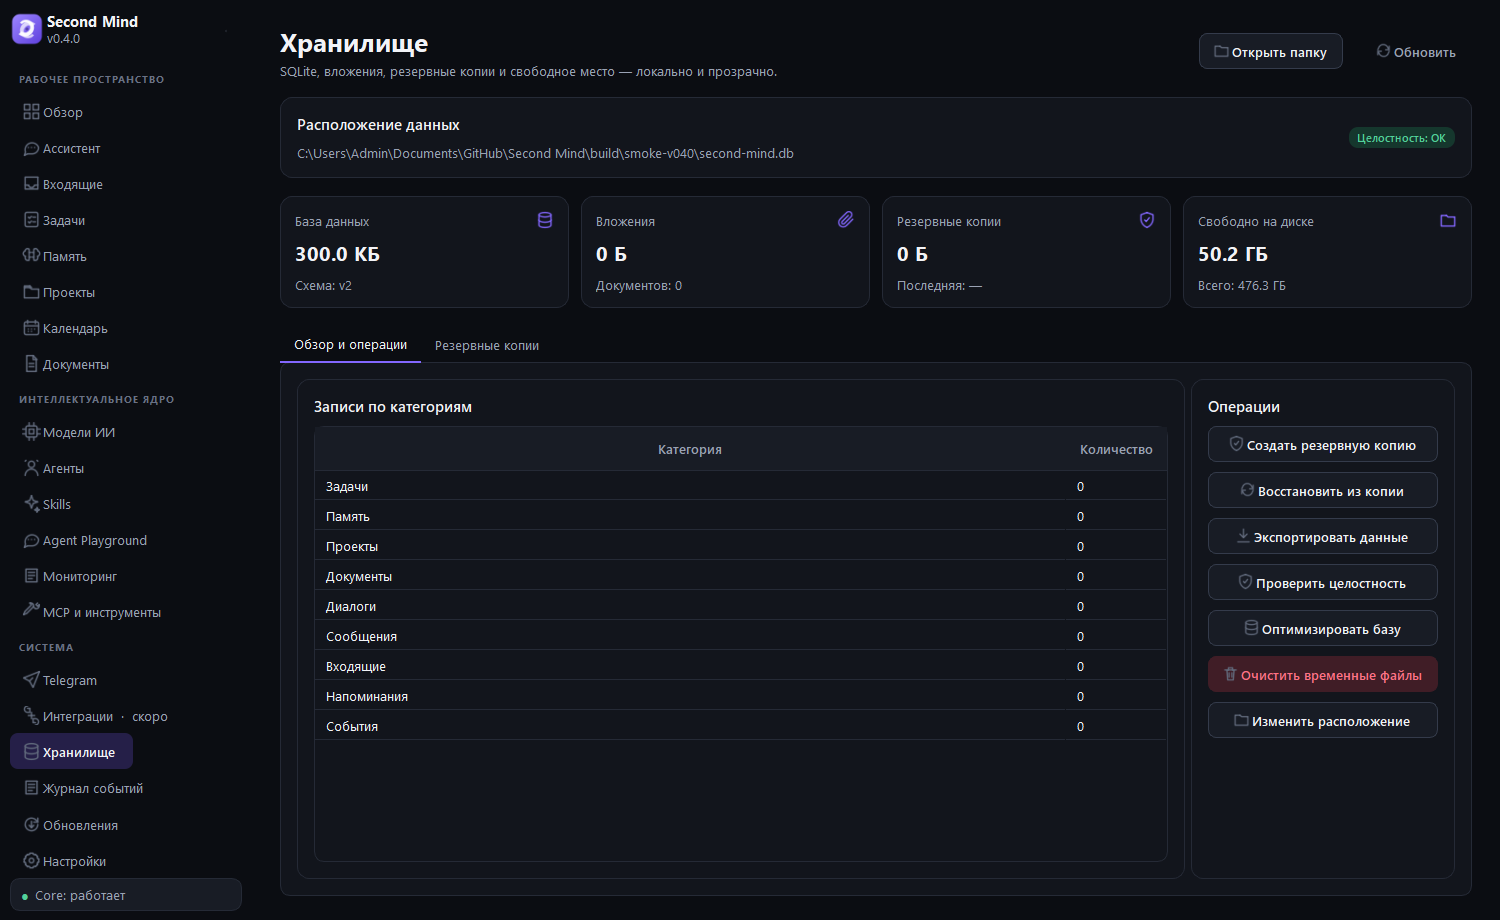 Second Mind
v0.4.0
РАБОЧЕЕ ПРОСТРАНСТВО
Обзор
Ассистент
Входящие
Задачи
Память
Проекты
Календарь
Документы
ИНТЕЛЛЕКТУАЛЬНОЕ ЯДРО
Модели ИИ
Агенты
Skills
Agent Playground
Мониторинг
MCP и инструменты
СИСТЕМА
Telegram
Интеграции · скоро
Хранилище
Журнал событий
Обновления
Настройки
Core: работает
Хранилище
SQLite, вложения, резервные копии и свободное место — локально и прозрачно.
Открыть папку
Обновить
Расположение данных
C:\Users\Admin\Documents\GitHub\Second Mind\build\smoke-v040\second-mind.db
Целостность: OK
База данных
300.0 КБ
Схема: v2
Вложения
0 Б
Документов: 0
Резервные копии
0 Б
Последняя: —
Свободно на диске
50.2 ГБ
Всего: 476.3 ГБ
Обзор и операции
Резервные копии
Записи по категориям
Категория Количество
Задачи 0
Память 0
Проекты 0
Документы 0
Диалоги 0
Сообщения 0
Входящие 0
Напоминания 0
События 0
Операции
Создать резервную копию
Восстановить из копии
Экспортировать данные
Проверить целостность
Оптимизировать базу
Очистить временные файлы
Изменить расположение